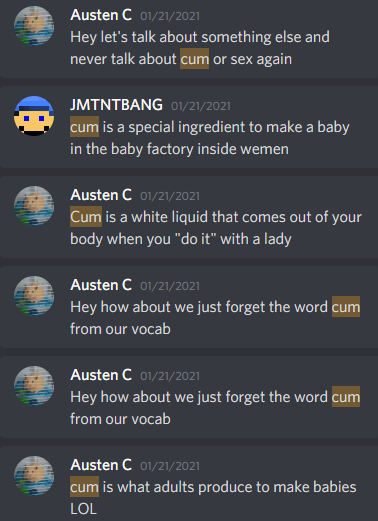 Austen C 01/21/2021
Hey let's talk about something else and
never talk about cum or sex again
JMTNTBANG 01/21/2021
cum is a special ingredient to make a baby
in the baby factory inside wemen
Austen C 01/21/2021
Cum is a white liquid that comes out of your
body when you "do it" with a lady
Austen C 01/21/2021
Hey how about we just forget the word cum
from our vocab
Austen C 01/21/2021
Hey how about we just forget the word cum
from our vocab
Austen C 01/21/2021
cum is what adults produce to make babies
LOL